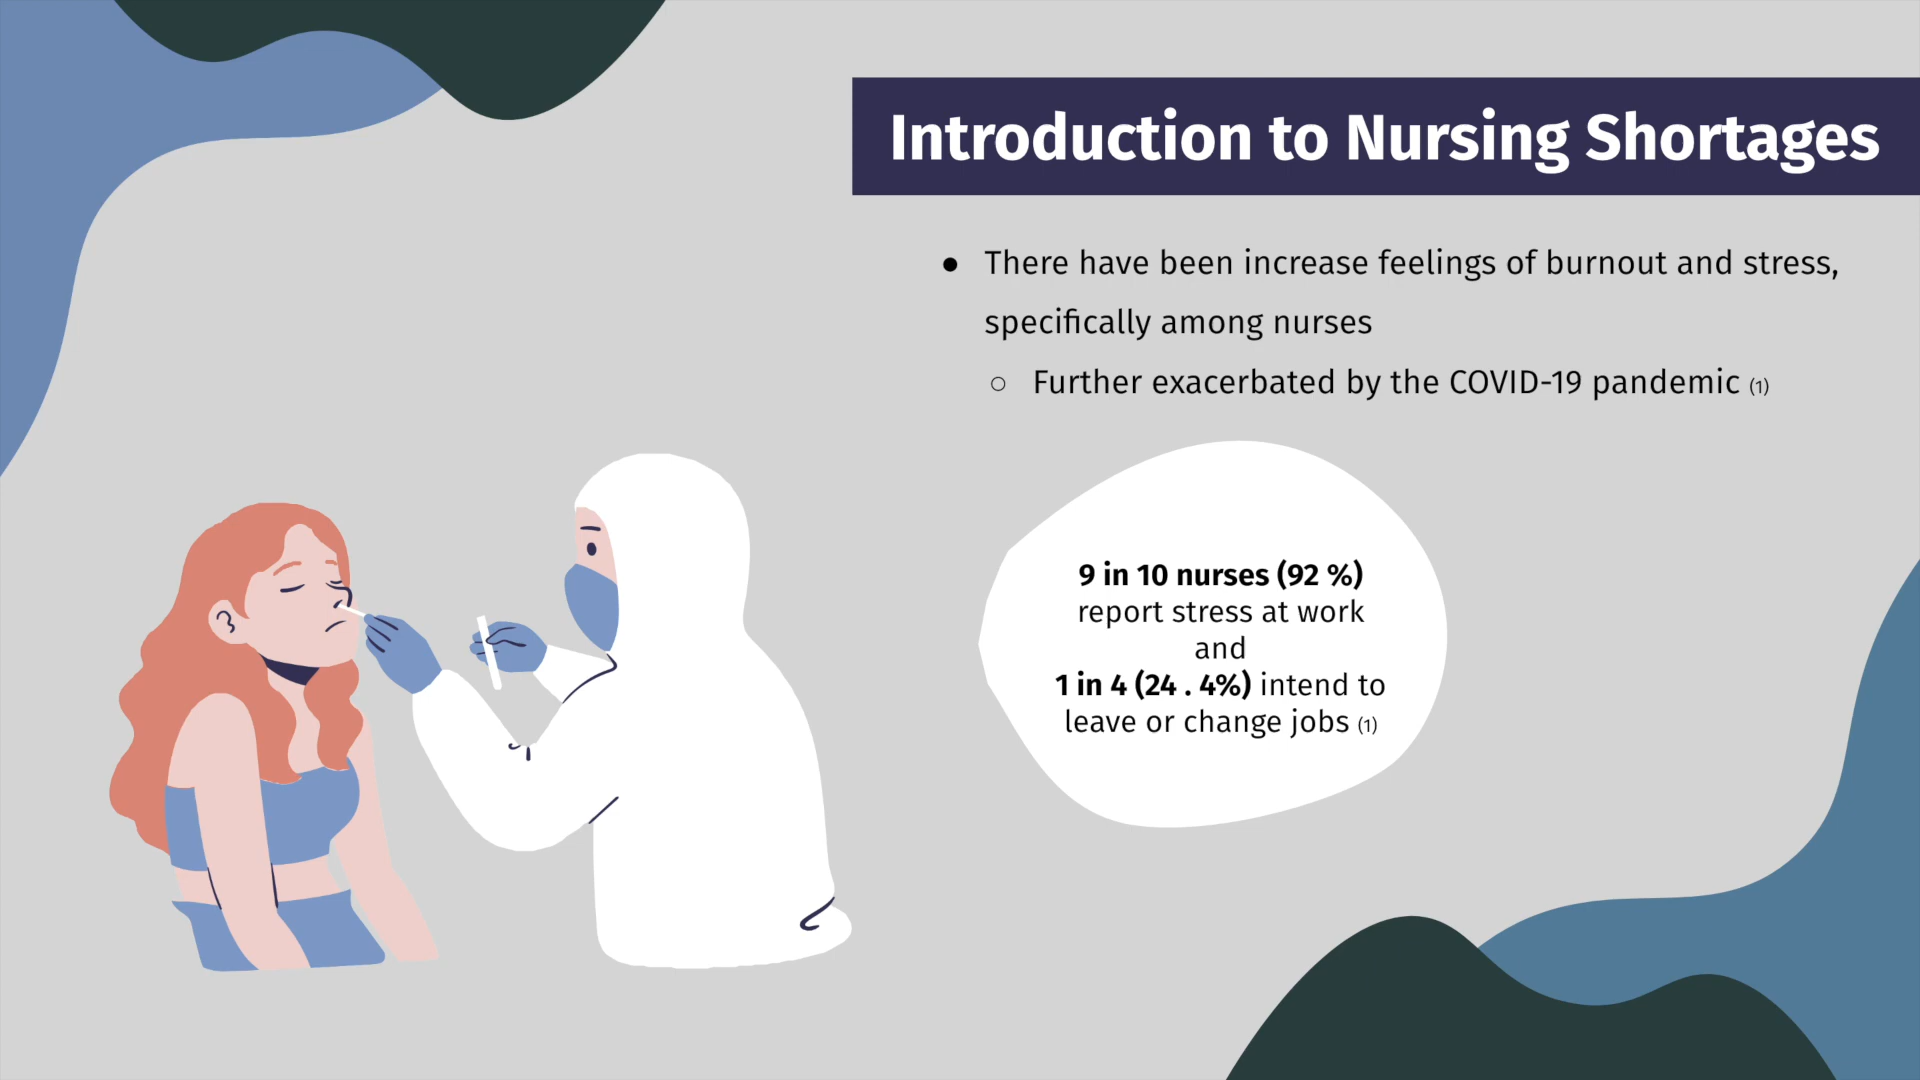 Introduction to Nursing Shortages
● There have been increase feelings of burnout and stress,
specifically among nurses
○ Further exacerbated by the COVID-19 pandemic (1)
9 in 10 nurses (92 %)
report stress at work
and
1 in 4 (24 . 4%) intend to
leave or change jobs (1)